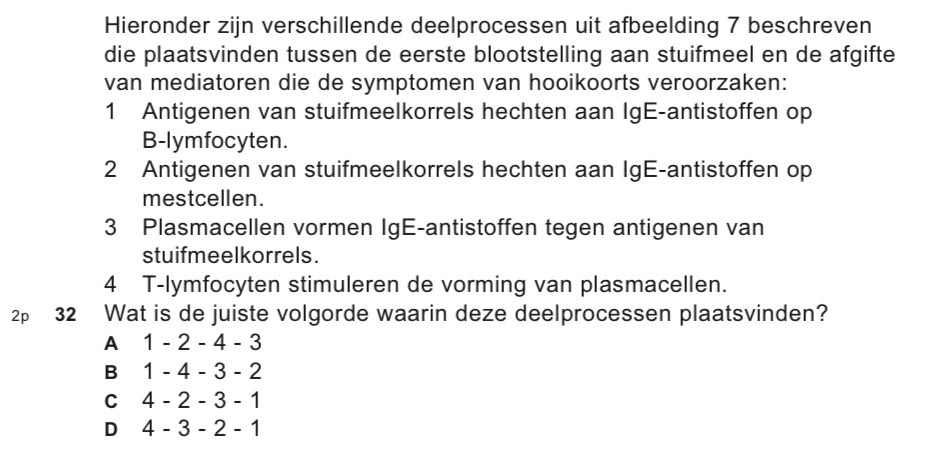 Hieronder zijn verschillende deelprocessen uit afbeelding 7 beschreven
die plaatsvinden tussen de eerste blootstelling aan stuifmeel en de afgifte
van mediatoren die de symptomen van hooikoorts veroorzaken:
1 Antigenen van stuifmeelkorrels hechten aan IgE-antistoffen op
B-lymfocyten.
2 Antigenen van stuifmeelkorrels hechten aan IgE-antistoffen op
mestcellen.
3 Plasmacellen vormen IgE-antistoffen tegen antigenen van
stuifmeelkorrels.
4 T-lymfocyten stimuleren de vorming van plasmacellen.
2p 32 Wat is de juiste volgorde waarin deze deelprocessen plaatsvinden?
A 1 - 2 - 4 - 3
B 1 - 4 - 3 - 2
C 4 - 2 - 3 - 1
D 4 - 3 - 2 - 1